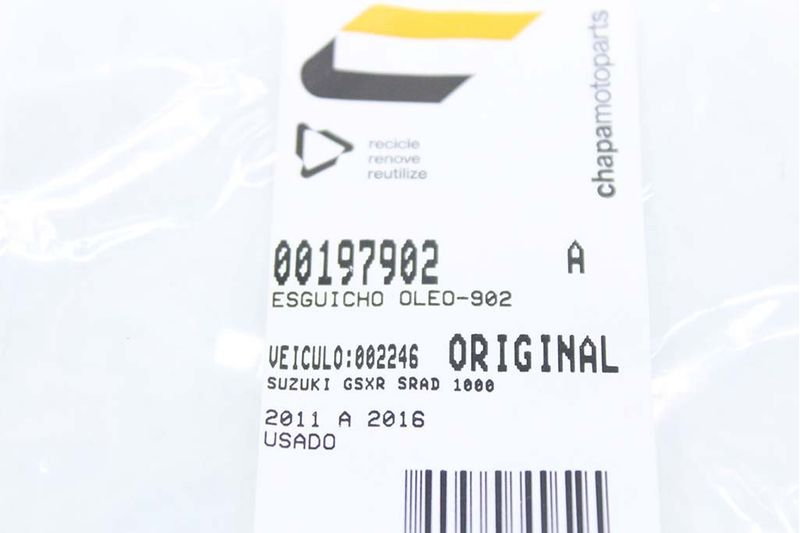 chapamotoparts
recicle
renove
reutilize
00197902 A
ESGUICHO OLEO-902
VEICULO:002246 ORIGINAL
SUZUKI GSXR SRAD 1000
2011 A 2016
USADO